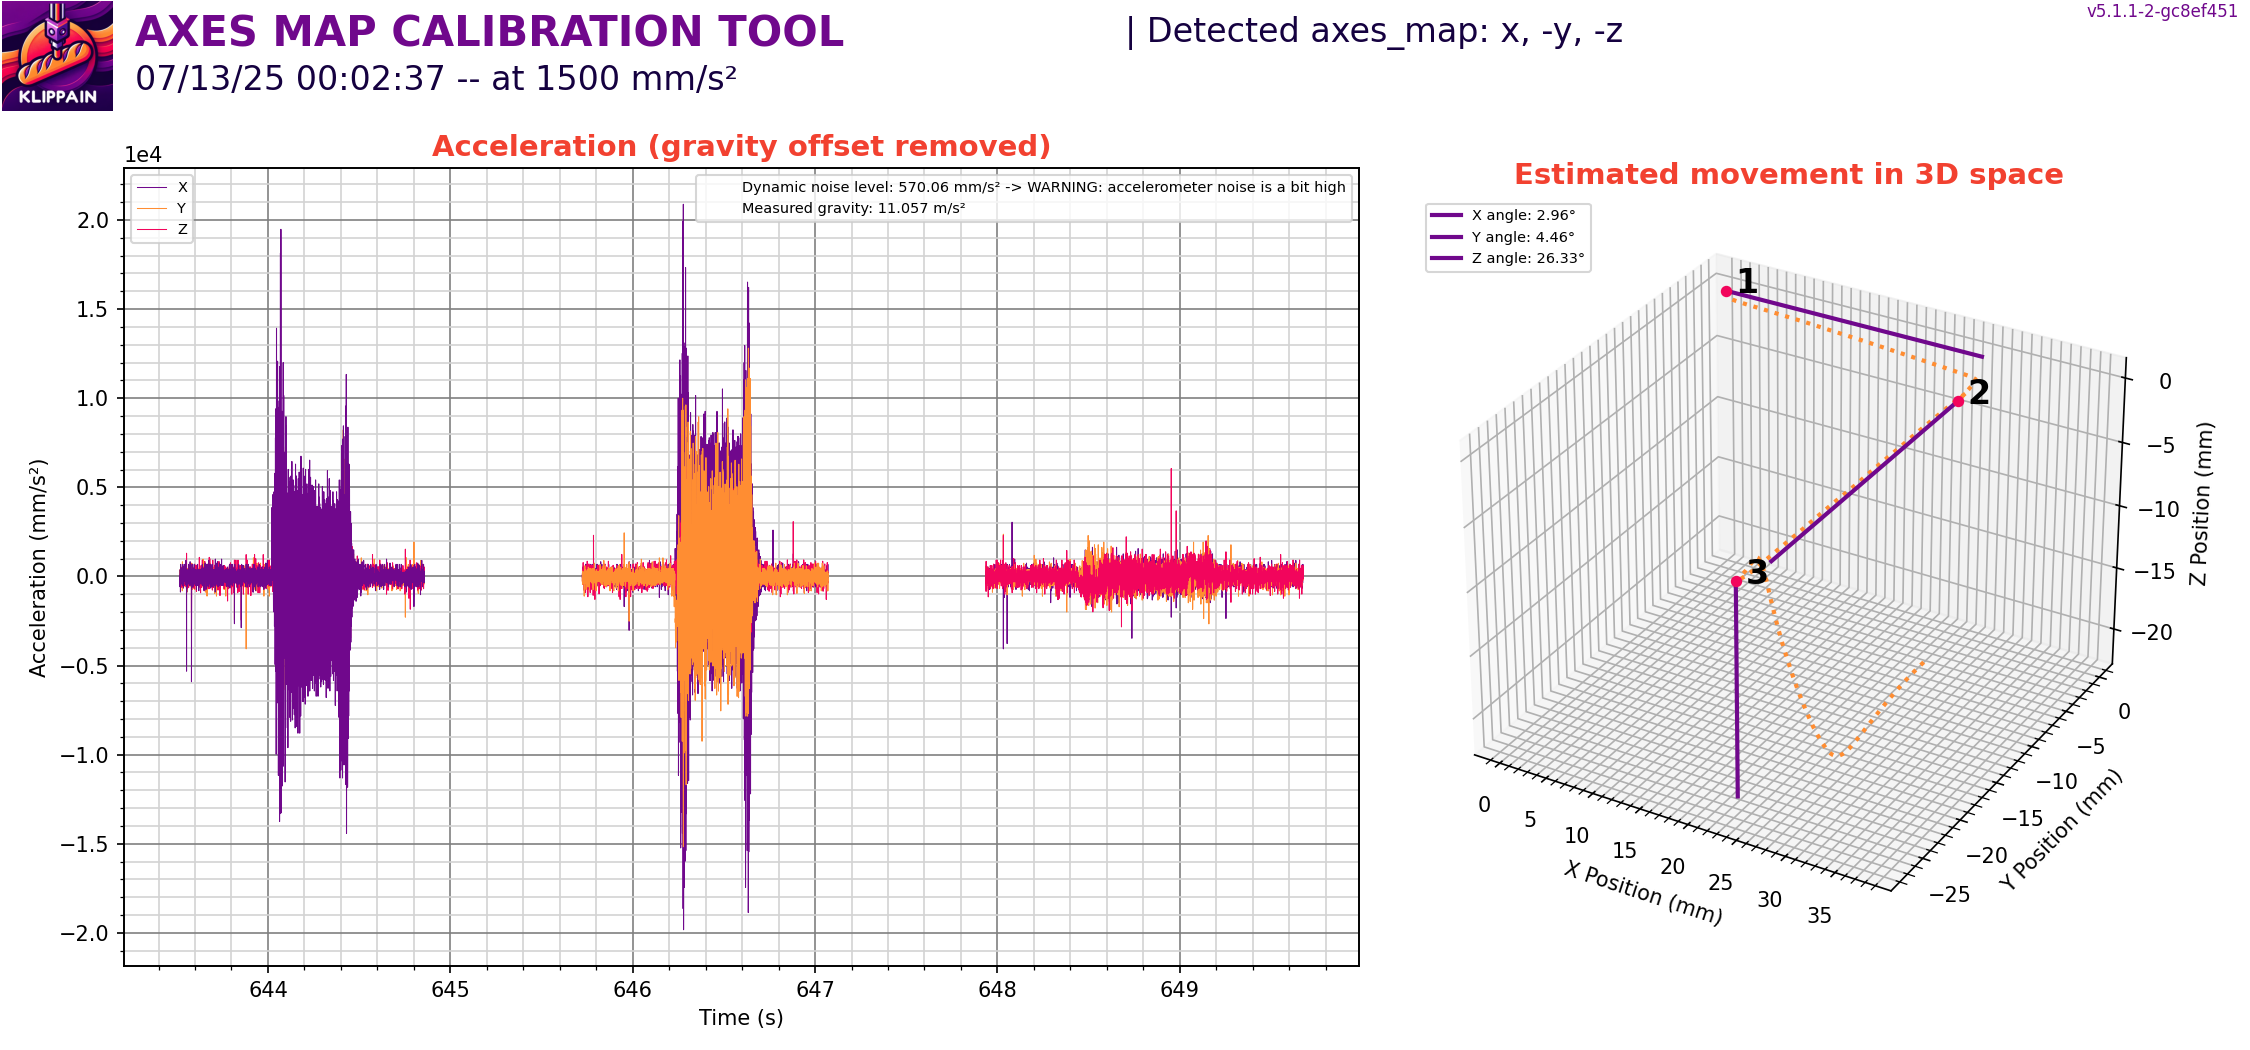 KLIPPAIN
AXES MAP CALIBRATION TOOL
| Detected axes_map: x, -y, -z
v5.1.1-2-gc8ef451
07/13/25 00:02:37 -- at 1500 mm/s²
Acceleration (gravity offset removed)
1e4
X
Y
Z
Dynamic noise level: 570.06 mm/s² -> WARNING: accelerometer noise is a bit high
Measured gravity: 11.057 m/s²
Acceleration (mm/s²)
2.0
1.5
1.0
0.5
0.0
−0.5
−1.0
−1.5
−2.0
644
645
646
647
648
649
Time (s)
Estimated movement in 3D space
X angle: 2.96°
Y angle: 4.46°
Z angle: 26.33°
1
2
3
0
−5
−10
−15
−20
Z Position (mm)
0
−5
−10
−15
−20
−25
Y Position (mm)
0
5
10
15
20
25
30
35
X Position (mm)